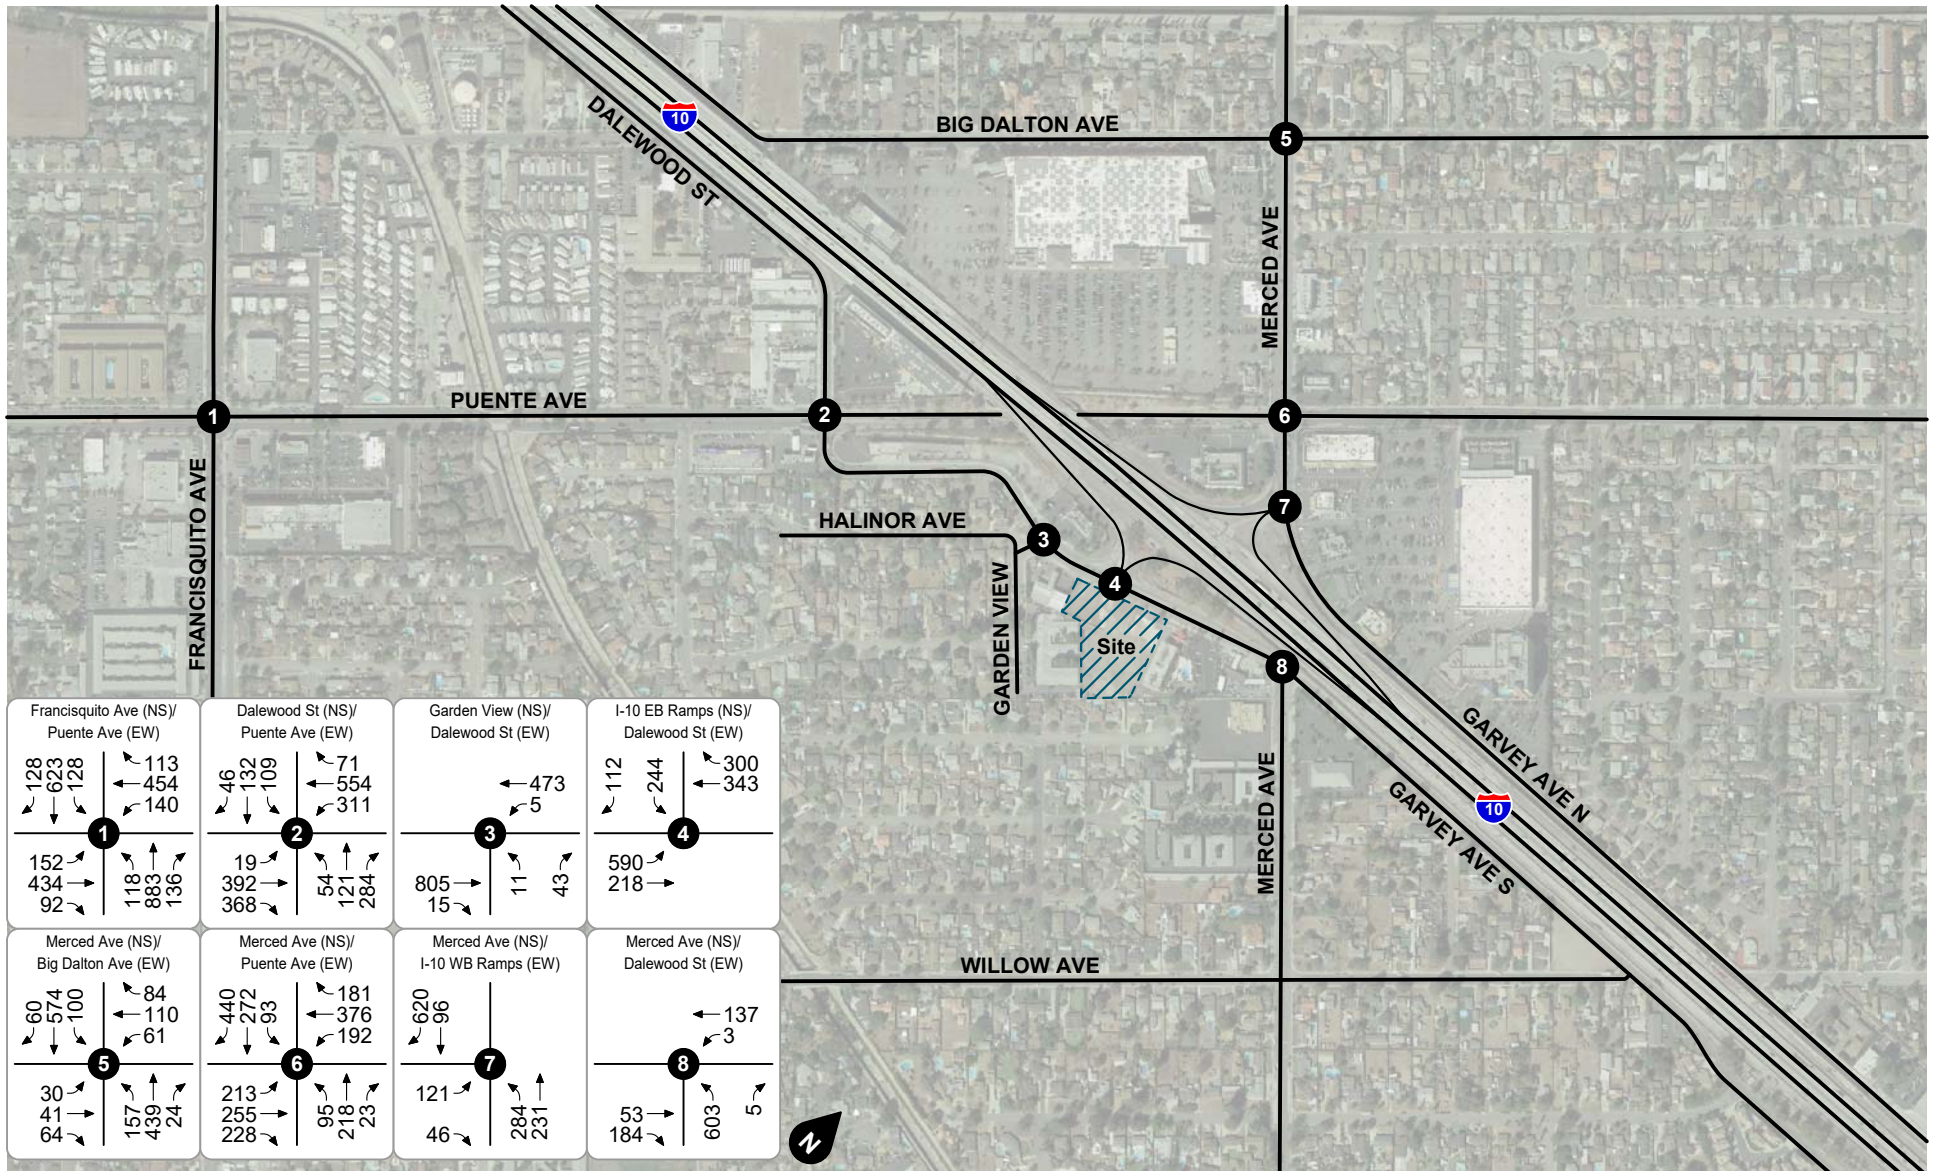 DALEWOOD ST
10
BIG DALTON AVE
5
MERCED AVE
PUENTE AVE
1
2
6
FRANCISQUITO AVE
7
HALINOR AVE
3
GARDEN VIEW
4
Site
8
GARVEY AVE N
10
GARVEY AVE S
MERCED AVE
WILLOW AVE
N
Francisquito Ave (NS)/
Puente Ave (EW)
128 623 128
113
454
140
1
152
434
92
118 883 136
Dalewood St (NS)/
Puente Ave (EW)
46 132 109
71
554
311
2
19
392
368
54 121 284
Garden View (NS)/
Dalewood St (EW)
473
5
3
805
15
11 43
I-10 EB Ramps (NS)/
Dalewood St (EW)
112 244
300
343
4
590
218
Merced Ave (NS)/
Big Dalton Ave (EW)
60 574 100
84
110
61
5
30
41
64
157 439 24
Merced Ave (NS)/
Puente Ave (EW)
440 272 93
181
376
192
6
213
255
228
95 218 23
Merced Ave (NS)/
I-10 WB Ramps (EW)
620 96
7
121
46
284 231
Merced Ave (NS)/
Dalewood St (EW)
137
3
8
53
184
603 5